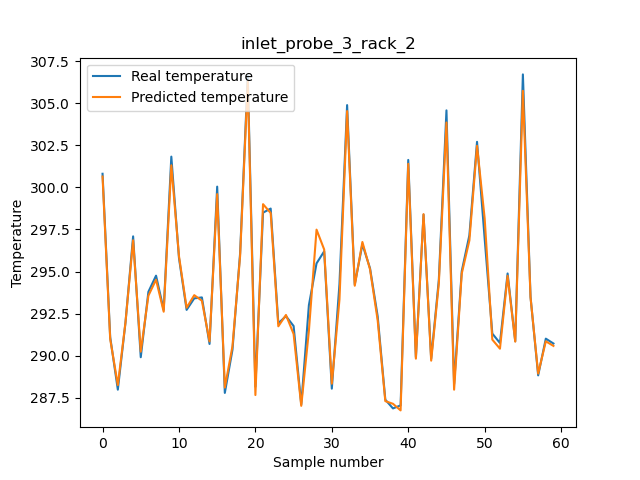 inlet_probe_3_rack_2
307.5
305.0
302.5
300.0
297.5
295.0
292.5
290.0
287.5
Temperature
Real temperature
Predicted temperature
0 10 20 30 40 50 60
Sample number